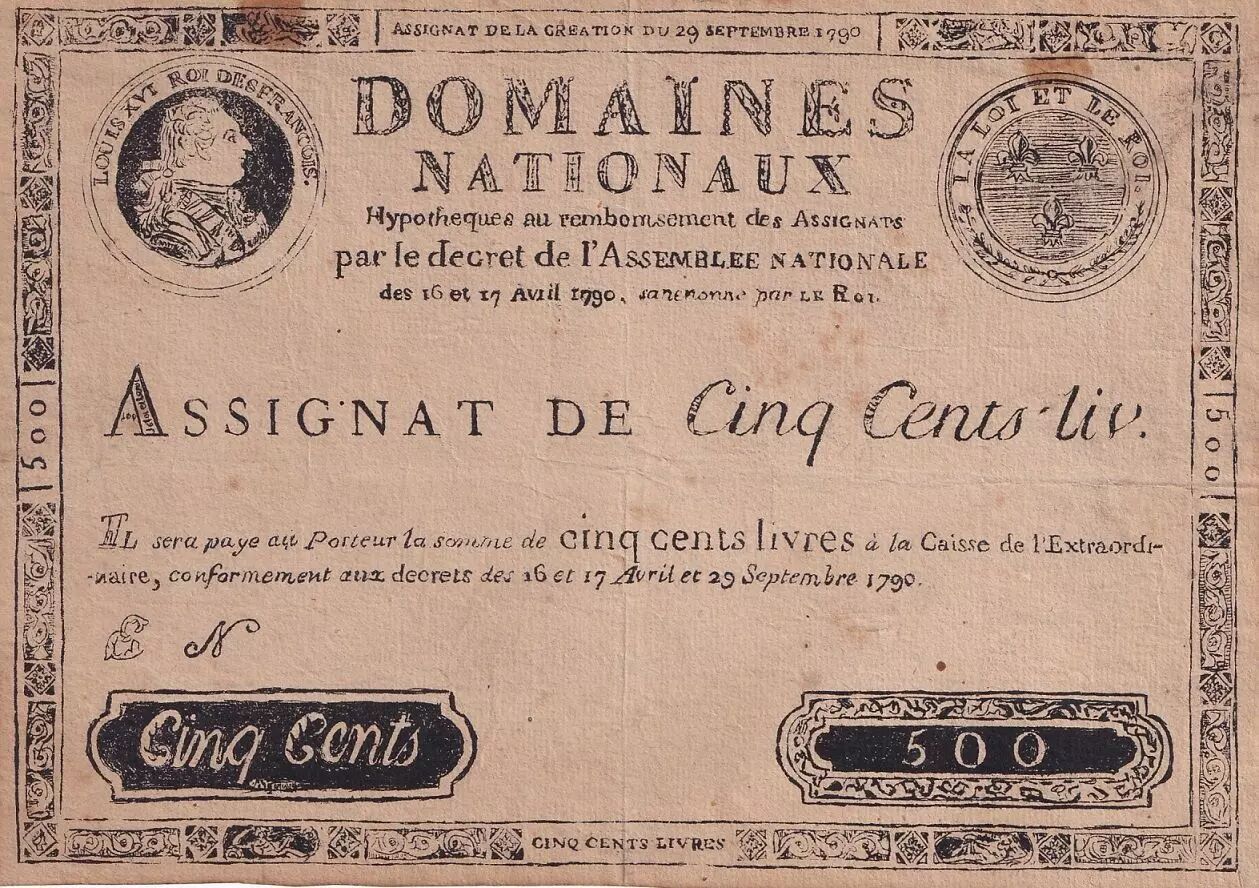 ASSIGNAT DE LA CREATION DU 29 SEPTEMBRE 1790
LOUIS XVI ROI DES FRANCOIS.
DOMAINES
NATIONAUX
LA LOI ET LE ROI.
Hypotheques au remboursement des ASSIGNATS
par le decret de l'ASSEMBLEE NATIONALE
des 16 et 17 Avril 1790, par LE ROI.
ASSIGNAT DE Cinq Cents liv.
500
500
IL sera paye au Porteur la somme de cinq cents livres à la Caisse de l'Extraordi-
-naire, conformement aux decrets des 16 et 17 Avril et 29 Septembre 1790.
N
Cinq Cents
500
CINQ CENTS LIVRES